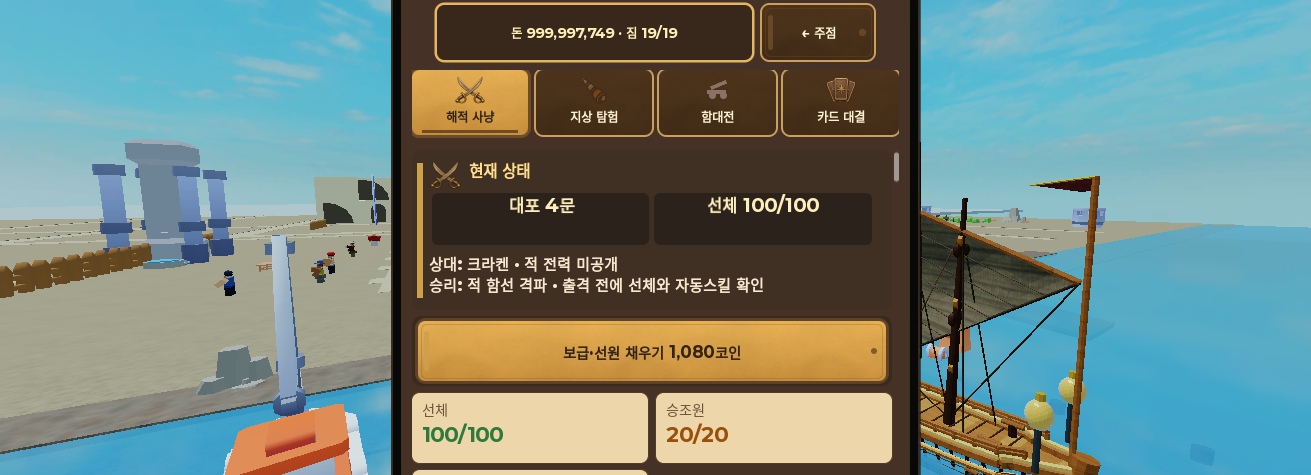 돈 999,997,749 · 짐 19/19
← 주점
해적 사냥
지상 탐험
함대전
카드 대결
현재 상태
대포 4문
선체 100/100
상대: 크라켄 • 적 전력 미공개
승리: 적 함선 격파 • 출격 전에 선체와 자동스킬 확인
보급·선원 채우기 1,080코인
선체
승조원
100/100
20/20